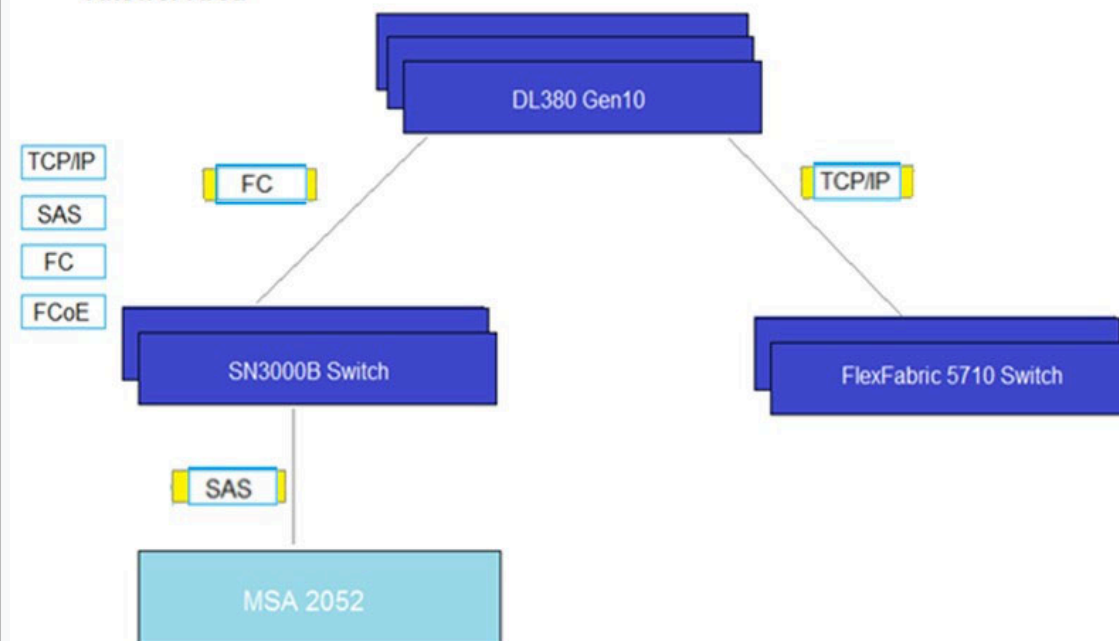 DL380 Gen10
TCP/IP
FC
TCP/IP
SAS
FC
FCoE
SN3000B Switch
FlexFabric 5710 Switch
SAS
MSA 2052